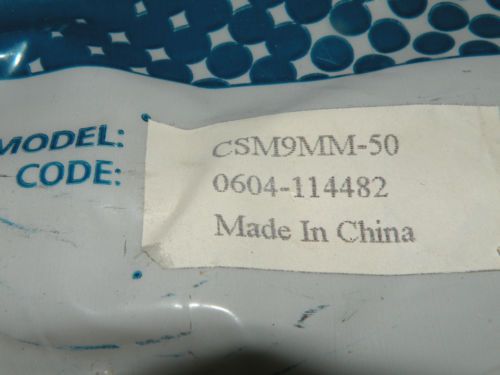 MODEL: CSM9MM-50
CODE: 0604-114482
Made In China